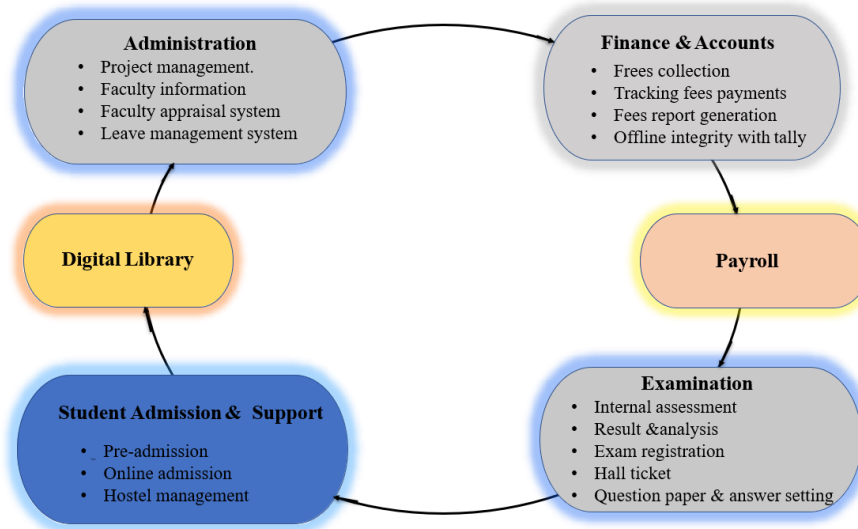 Administration
• Project management.
• Faculty information
• Faculty appraisal system
• Leave management system
Finance & Accounts
• Frees collection
• Tracking fees payments
• Fees report generation
• Offline integrity with tally
Digital Library
Payroll
Student Admission & Support
• Pre-admission
• Online admission
• Hostel management
Examination
• Internal assessment
• Result &analysis
• Exam registration
• Hall ticket
• Question paper & answer setting